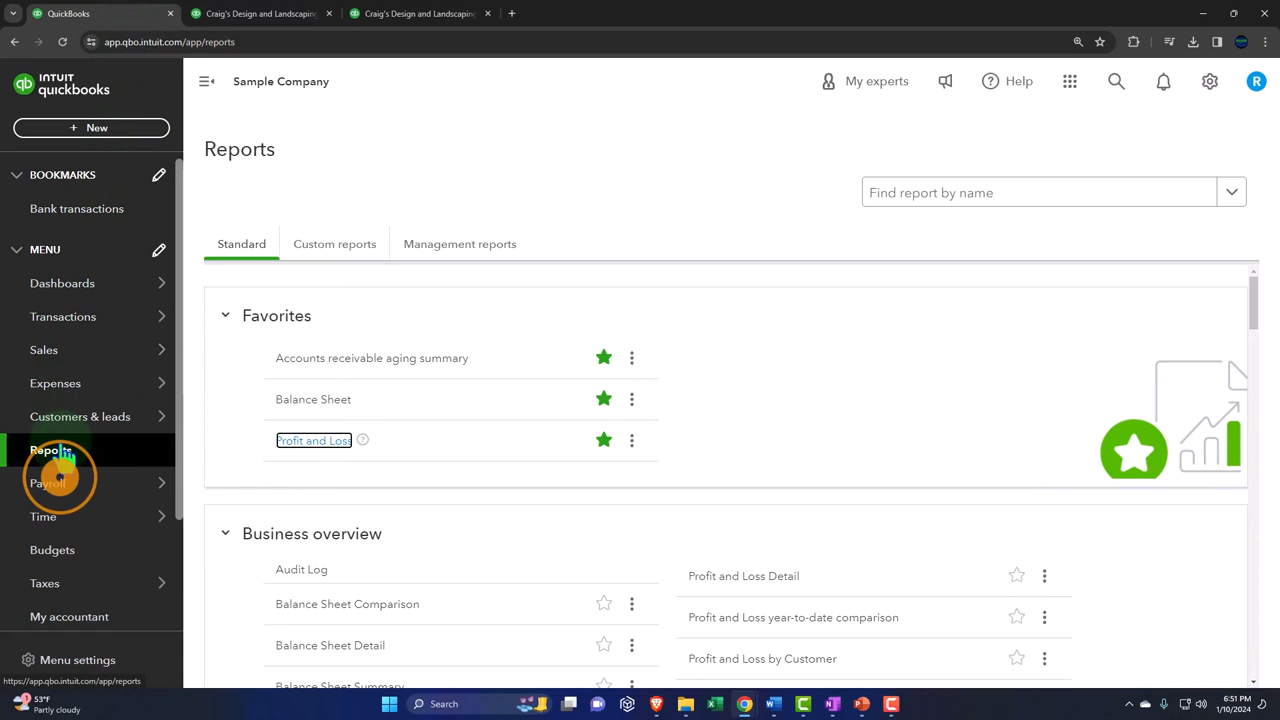 QuickBooks
Craig's Design and Landscaping
Craig's Design and Landscaping
app.qbo.intuit.com/app/reports
INTUIT
quickbooks
Sample Company
My experts
Help
R
+ New
Reports
BOOKMARKS
Find report by name
Bank transactions
MENU
Standard
Custom reports
Management reports
Dashboards
Transactions
Favorites
Sales
Accounts receivable aging summary
Expenses
Balance Sheet
Customers & leads
Reports
Profit and Loss
Payroll
Time
Business overview
Budgets
Audit Log
Profit and Loss Detail
Taxes
Balance Sheet Comparison
My accountant
Profit and Loss year-to-date comparison
Balance Sheet Detail
Menu settings
Profit and Loss by Customer
https://app.qbo.intuit.com/app/reports
Balance Sheet Summary
53°F
Partly cloudy
Search
6:51 PM
1/10/2024